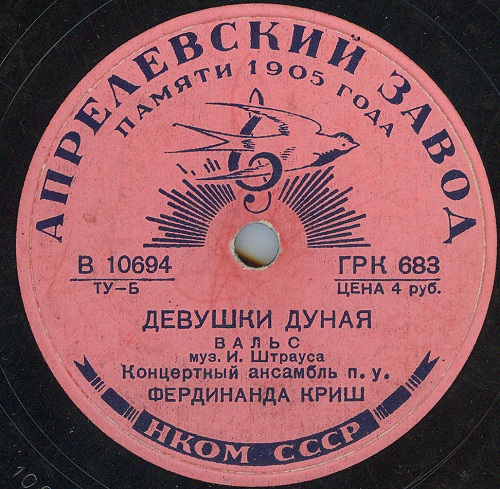 АПРЕЛЕВСКИЙ ЗАВОД
ПАМЯТИ 1905 ГОДА
В 10694
ТУ–Б
ГРК 683
ЦЕНА 4 руб.
ДЕВУШКИ ДУНАЯ
ВАЛЬС
муз. И. Штрауса
Концертный ансамбль п. у.
ФЕРДИНАНДА КРИШ
НКОМ СССР